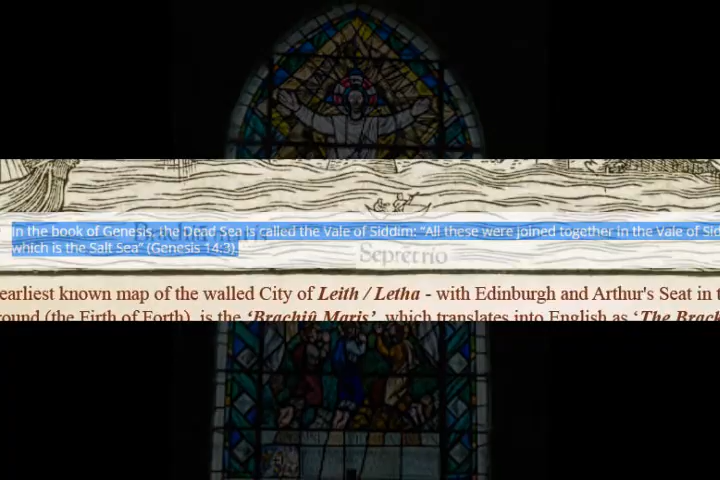 In the book of Genesis, the Dead Sea is called the Vale of Siddim: “All these were joined together in the Vale of Sid
which is the Salt Sea” (Genesis 14:3).
Septētrio
earliest known map of the walled City of Leith / Letha - with Edinburgh and Arthur's Seat in t
round (the Firth of Forth), is the ‘Brachiū Maris’, which translates into English as ‘The Brach